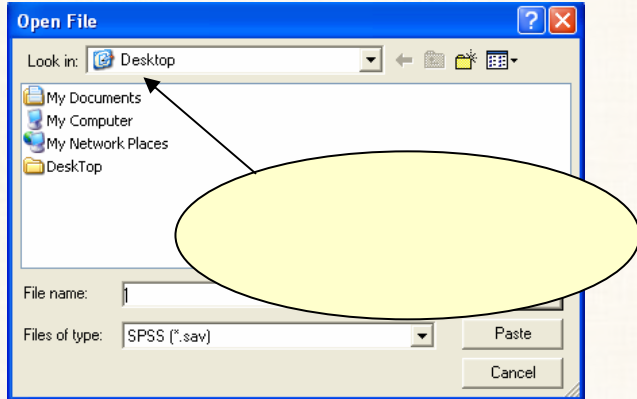 Open File
Look in: Desktop
My Documents
My Computer
My Network Places
DeskTop
File name:
Files of type: SPSS (*.sav) Paste
Cancel